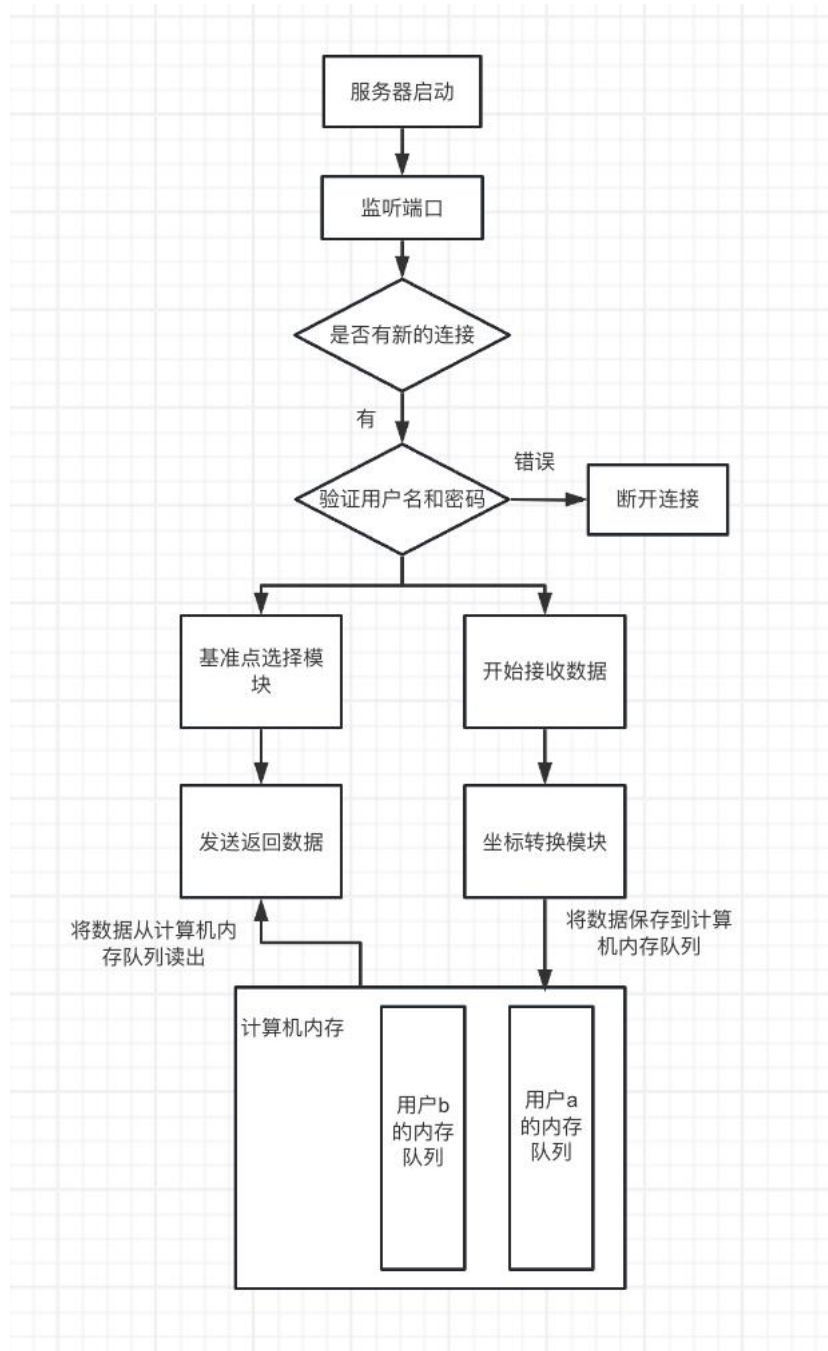 服务器启动
监听端口
是否有新的连接
有
错误
验证用户名和密码
断开连接
基准点选择模
块
开始接收数据
发送返回数据
坐标转换模块
将数据从计算机内
存队列读出
将数据保存到计算
机内存队列
计算机内存
用户b
的内存
队列
用户a
的内存
队列